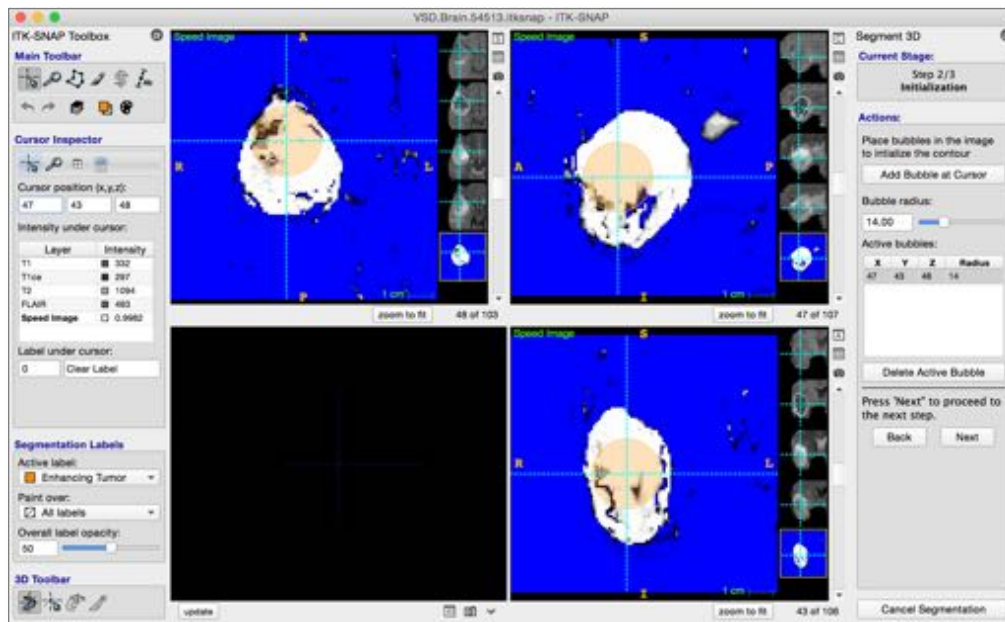 VSD.Brain.54513.itksnap - ITK-SNAP
ITK-SNAP Toolbox
Main Toolbar
Cursor Inspector
Cursor position (x,y,z):
47 43 48
Intensity under cursor:
Layer Intensity
T1 332
T1ce 297
T2 1094
FLAIR 483
Speed Image 0.9982
Label under cursor:
0 Clear Label
Segmentation Labels
Active label:
Enhancing Tumor
Paint over:
All labels
Overall label opacity:
50
3D Toolbar
Speed Image
A
R
L
P
1 cm
zoom to fit 48 of 103
Speed Image
S
A
P
I
1 cm
zoom to fit 47 of 107
update
Speed Image
S
R
L
I
1 cm
zoom to fit 43 of 106
Segment 3D
Current Stage:
Step 2/3
Initialization
Actions:
Place bubbles in the image
to intialize the contour
Add Bubble at Cursor
Bubble radius:
14.00
Active bubbles:
X Y Z Radius
47 43 48 14
Delete Active Bubble
Press "Next" to proceed to
the next step.
Back Next
Cancel Segmentation